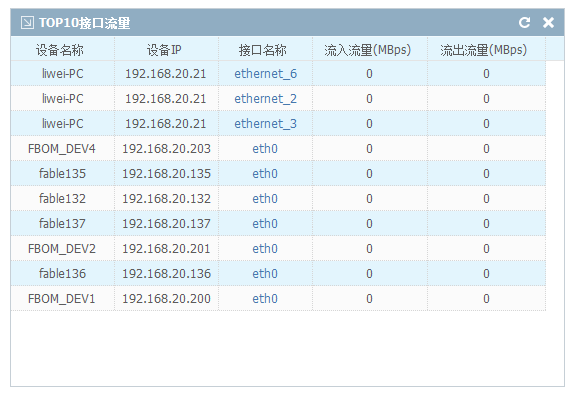 TOP10接口流量
设备名称 设备IP 接口名称 流入流量(MBps) 流出流量(MBps)
liwei-PC 192.168.20.21 ethernet_6 0 0
liwei-PC 192.168.20.21 ethernet_2 0 0
liwei-PC 192.168.20.21 ethernet_3 0 0
FBOM_DEV4 192.168.20.203 eth0 0 0
fable135 192.168.20.135 eth0 0 0
fable132 192.168.20.132 eth0 0 0
fable137 192.168.20.137 eth0 0 0
FBOM_DEV2 192.168.20.201 eth0 0 0
fable136 192.168.20.136 eth0 0 0
FBOM_DEV1 192.168.20.200 eth0 0 0